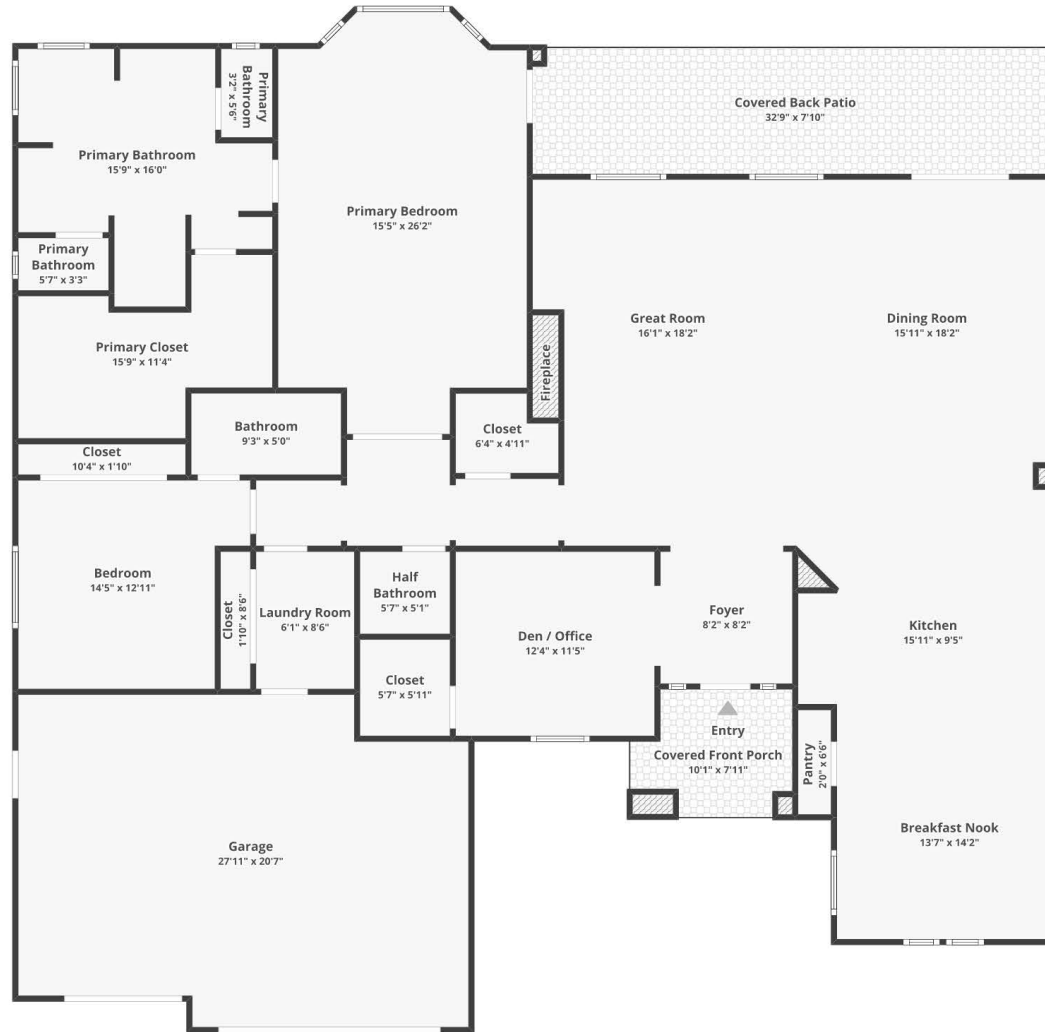 Covered Back Patio
32'9" x 7'10"
Primary
Bathroom
3'2" x 5'6"
Primary Bathroom
15'9" x 16'0"
Primary Bedroom
15'5" x 26'2"
Primary
Bathroom
5'7" x 3'3"
Great Room
16'1" x 18'2"
Dining Room
15'11" x 18'2"
Primary Closet
15'9" x 11'4"
Fireplace
Bathroom
9'3" x 5'0"
Closet
6'4" x 4'11"
Closet
10'4" x 1'10"
Bedroom
14'5" x 12'11"
Closet
1'10" x 8'6"
Laundry Room
6'1" x 8'6"
Half
Bathroom
5'7" x 5'1"
Den / Office
12'4" x 11'5"
Foyer
8'2" x 8'2"
Kitchen
15'11" x 9'5"
Closet
5'7" x 5'11"
Entry
Covered Front Porch
10'1" x 7'11"
Pantry
2'0" x 6'6"
Breakfast Nook
13'7" x 14'2"
Garage
27'11" x 20'7"